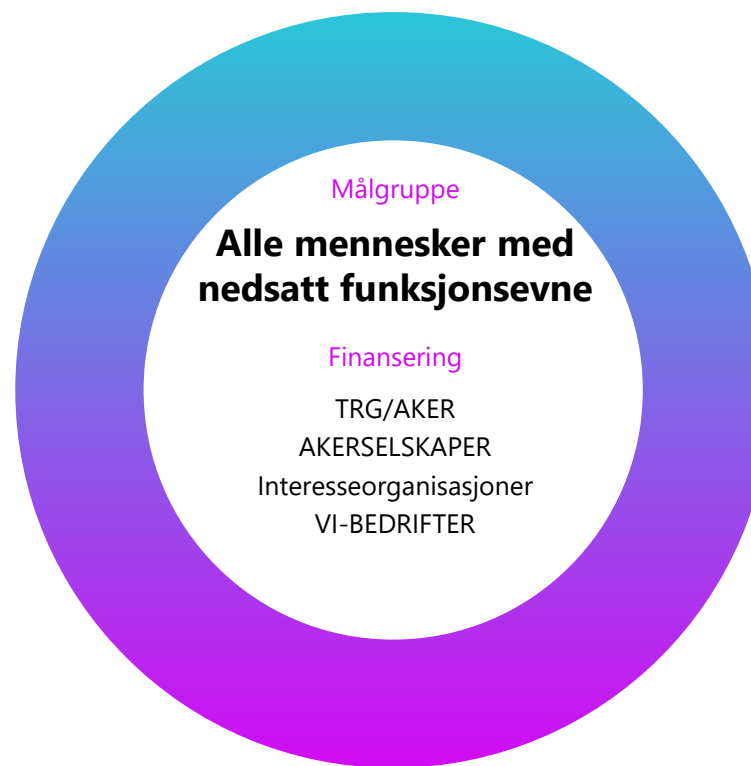 Målgruppe
Alle mennesker med
nedsatt funksjonsevne
Finansering
TRG/AKER
AKERSELSKAPER
Interesseorganisasjoner
VI-BEDRIFTER